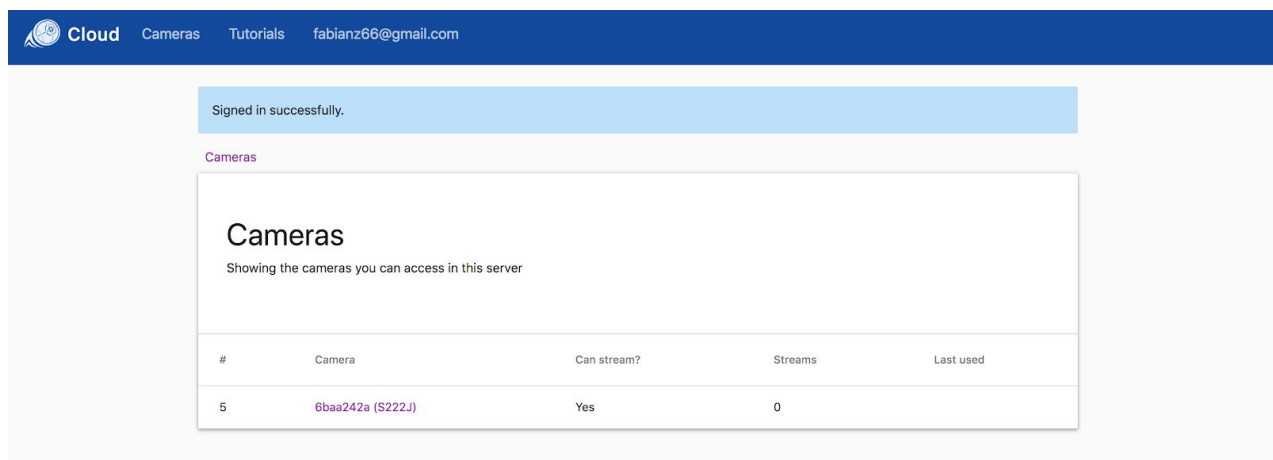 Cloud Cameras Tutorials fabianz66@gmail.com
Signed in successfully.
Cameras
Cameras
Showing the cameras you can access in this server
# Camera Can stream? Streams Last used
5 6baa242a (S222J) Yes 0